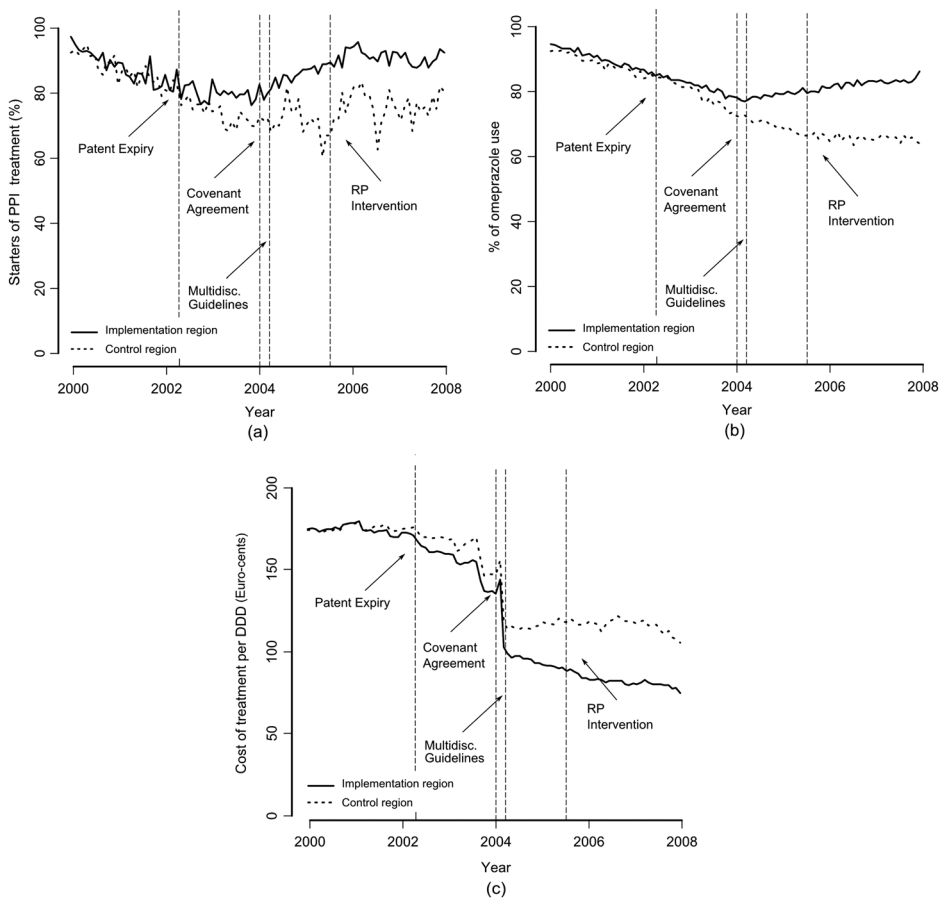 Starters of PPI treatment (%)
100
80
60
40
20
0
Patent Expiry
Covenant
Agreement
RP
Intervention
Multidisc.
Guidelines
Implementation region
Control region
2000 2002 2004 2006 2008
Year
(a)
% of omeprazole use
100
80
60
40
20
0
Patent Expiry
Covenant
Agreement
RP
Intervention
Multidisc.
Guidelines
Implementation region
Control region
2000 2002 2004 2006 2008
Year
(b)
Cost of treatment per DDD (Euro-cents)
200
150
100
50
0
Patent Expiry
Covenant
Agreement
RP
Intervention
Multidisc.
Guidelines
Implementation region
Control region
2000 2002 2004 2006 2008
Year
(c)